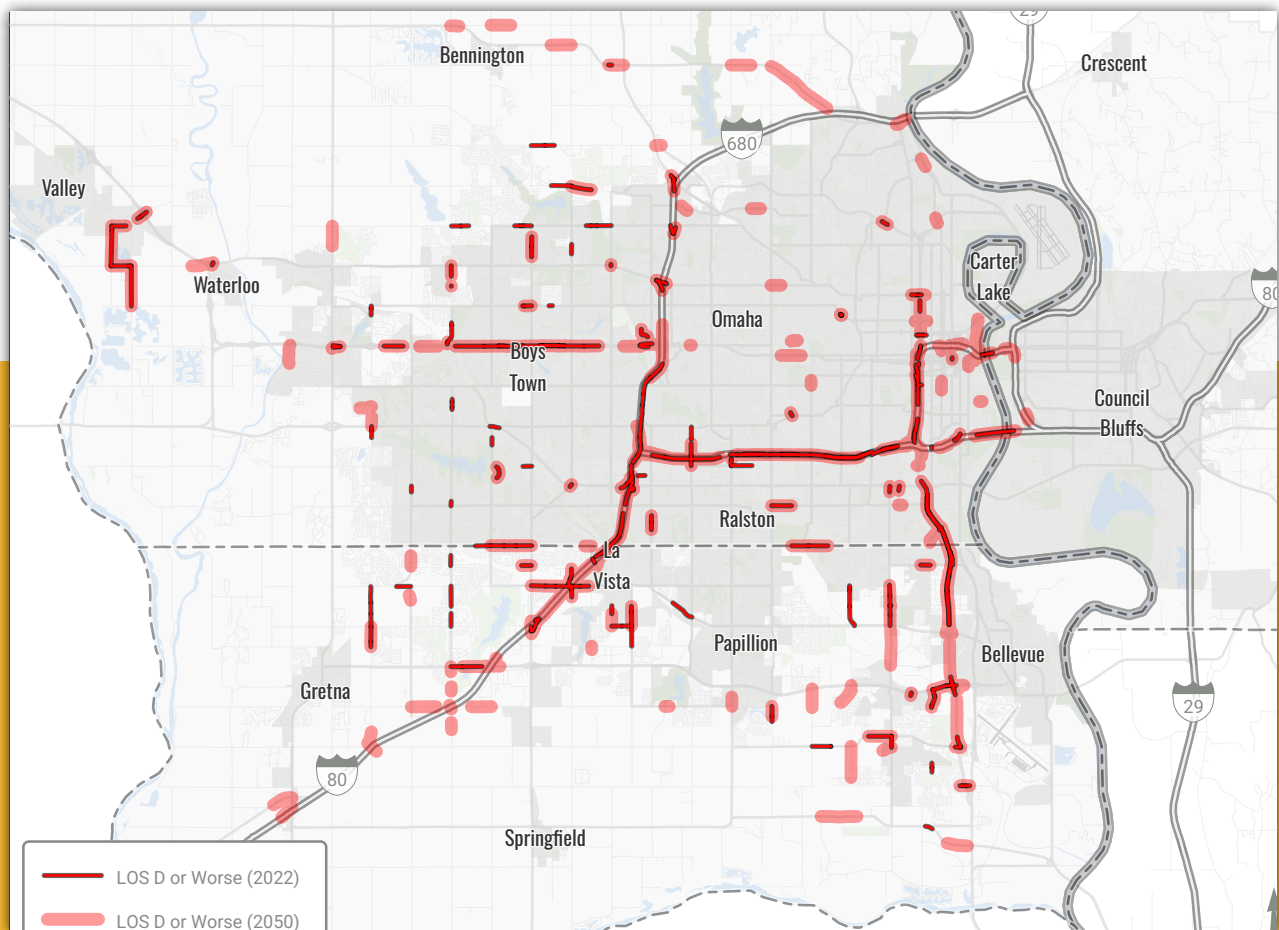 29
Bennington
Crescent
680
Valley
Waterloo
Carter
Lake
80
Omaha
Boys
Town
Council
Bluffs
Ralston
La
Vista
Papillion
Bellevue
Gretna
29
80
Springfield
LOS D or Worse (2022)
LOS D or Worse (2050)